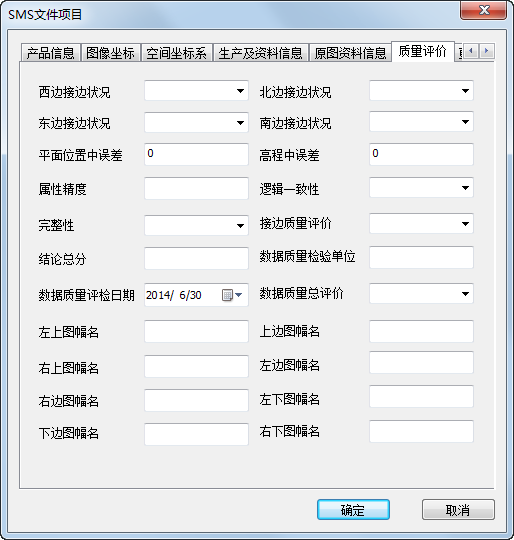 SMS文件项目
产品信息 图像坐标 空间坐标系 生产及资料信息 原图资料信息 质量评价
西边接边状况 北边接边状况
东边接边状况 南边接边状况
平面位置中误差 0 高程中误差 0
属性精度 逻辑一致性
完整性 接边质量评价
结论总分 数据质量检验单位
数据质量评检日期 2014/ 6/30 数据质量总评价
左上图幅名 上边图幅名
右上图幅名 左边图幅名
右边图幅名 左下图幅名
下边图幅名 右下图幅名
确定 取消